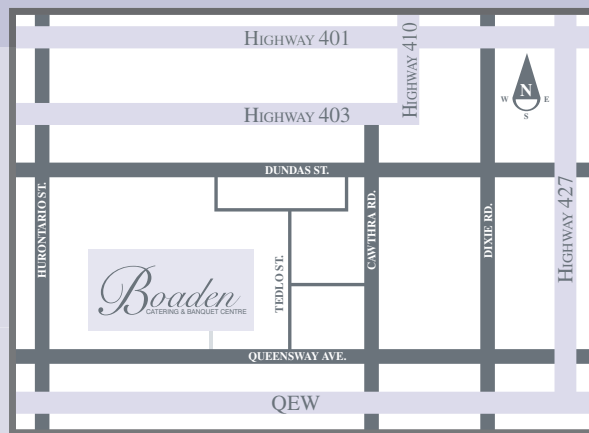 HIGHWAY 401
HIGHWAY 410
N
W E
S
HIGHWAY 403
DUNDAS ST.
HURONTARIO ST.
CAWTHRA RD.
DIXIE RD.
HIGHWAY 427
TEDLO ST.
Boaden
CATERING & BANQUET CENTRE
QUEENSWAY AVE.
QEW